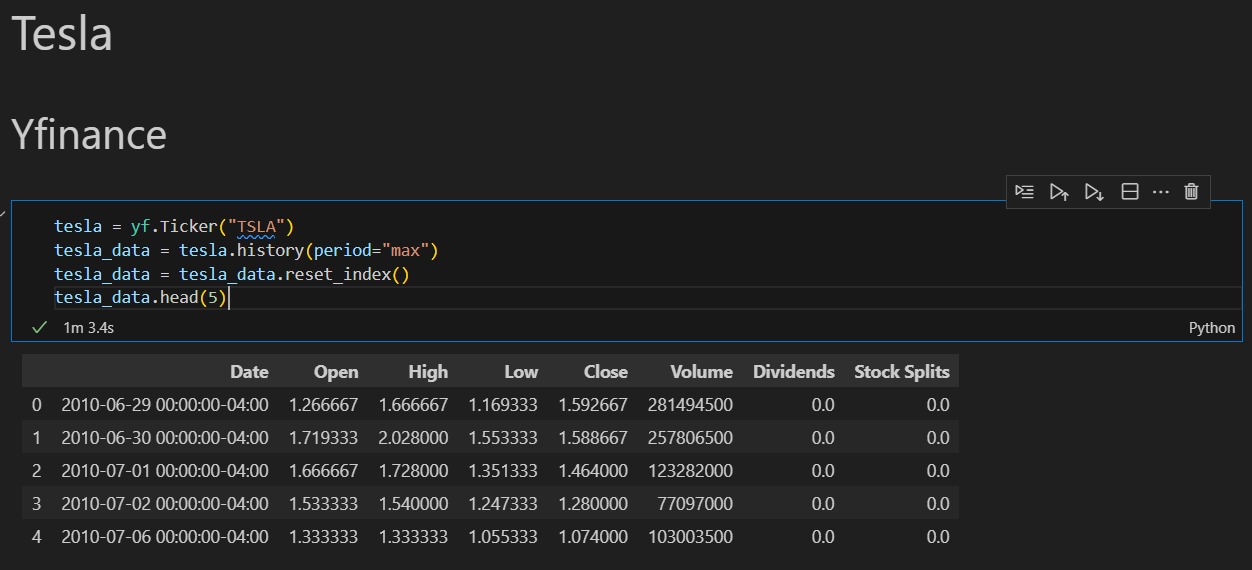 Tesla
Yfinance
tesla = yf.Ticker("TSLA")
tesla_data = tesla.history(period="max")
tesla_data = tesla_data.reset_index()
tesla_data.head(5)
1m 3.4s Python
Date Open High Low Close Volume Dividends Stock Splits
0 2010-06-29 00:00:00-04:00 1.266667 1.666667 1.169333 1.592667 281494500 0.0 0.0
1 2010-06-30 00:00:00-04:00 1.719333 2.028000 1.553333 1.588667 257806500 0.0 0.0
2 2010-07-01 00:00:00-04:00 1.666667 1.728000 1.351333 1.464000 123282000 0.0 0.0
3 2010-07-02 00:00:00-04:00 1.533333 1.540000 1.247333 1.280000 77097000 0.0 0.0
4 2010-07-06 00:00:00-04:00 1.333333 1.333333 1.055333 1.074000 103003500 0.0 0.0